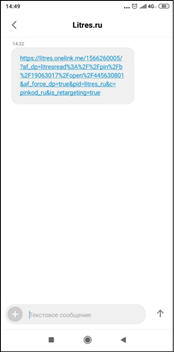 14:49
4G
Litres.ru
14:32
https://litres.onelink.me/1566260005/
?af_dp=litresread%3A%2F%2Fpin%2Fb
%2F19063017%2Fopen%2F445630801
&af_force_dp=true&pid=litres_ru&c=
pinkod_ru&is_retargeting=true
Текстовое сообщение